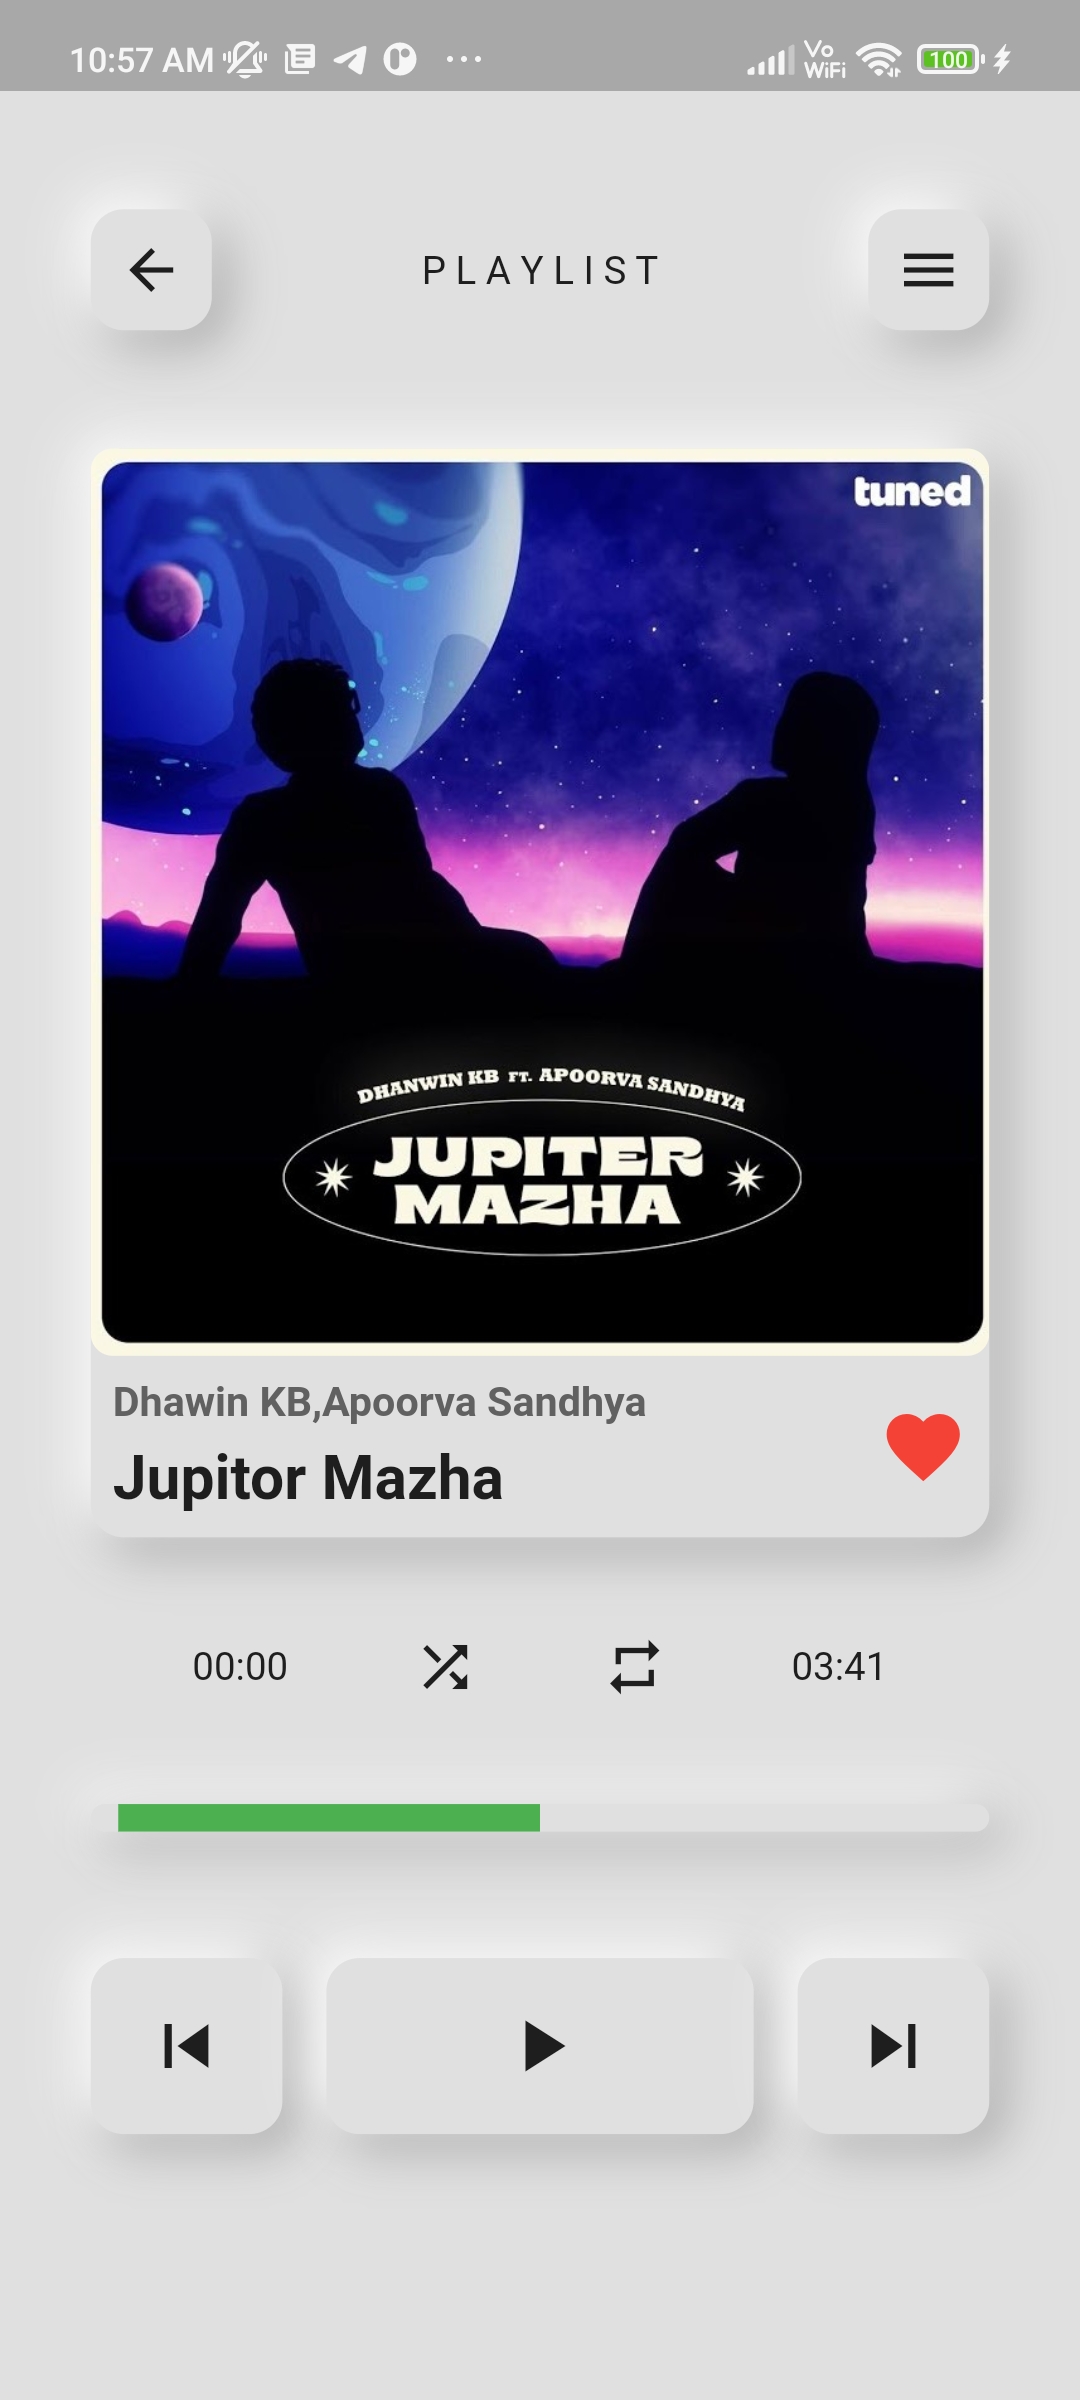 10:57 AM
Vo
WiFi
100
PLAYLIST
tuned
DHANWIN KB FT. APOORVA SANDHYA
JUPITER
MAZHA
Dhawin KB,Apoorva Sandhya
Jupitor Mazha
00:00
03:41